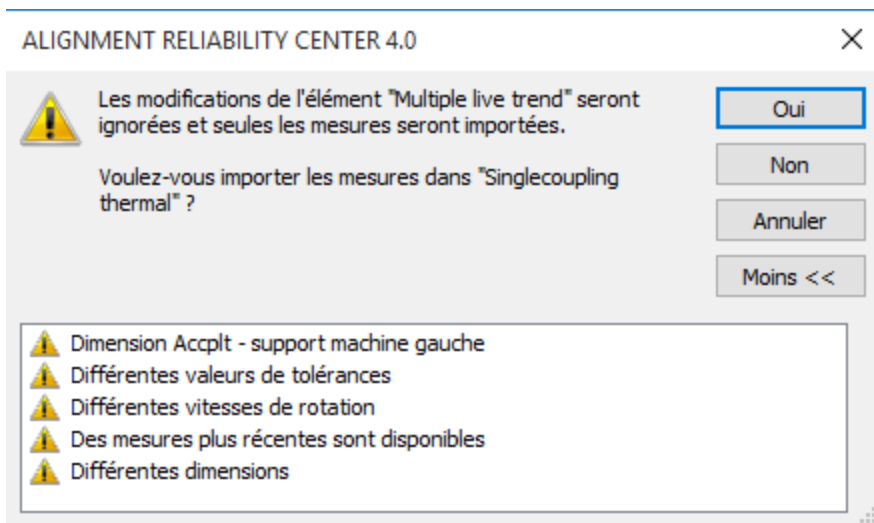 ALIGNMENT RELIABILITY CENTER 4.0
Les modifications de l'élément "Multiple live trend" seront
ignorées et seules les mesures seront importées.
Voulez-vous importer les mesures dans "Singlecoupling
thermal" ?
Oui
Non
Annuler
Moins <<
Dimension Accplt - support machine gauche
Différentes valeurs de tolérances
Différentes vitesses de rotation
Des mesures plus récentes sont disponibles
Différentes dimensions